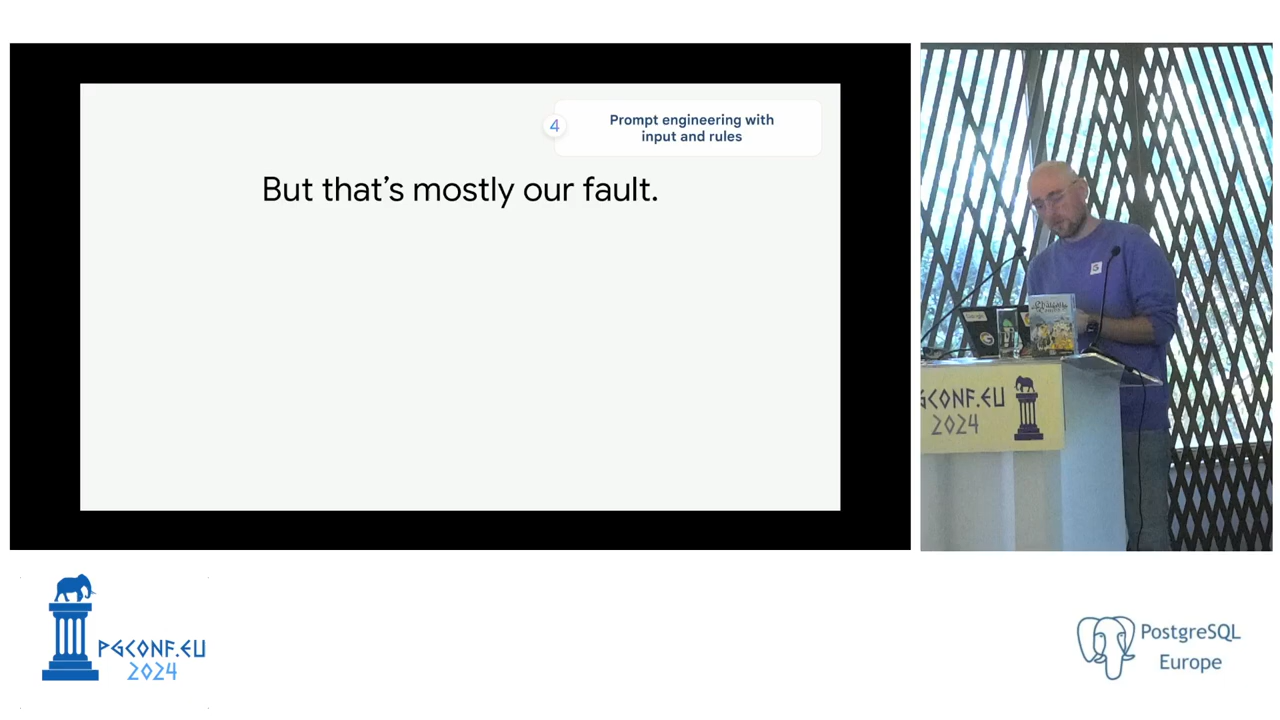 4
Prompt engineering with
input and rules
But that's mostly our fault.
GCONF.EU
2024
PGCONF.EU
2024
PostgreSQL
Europe